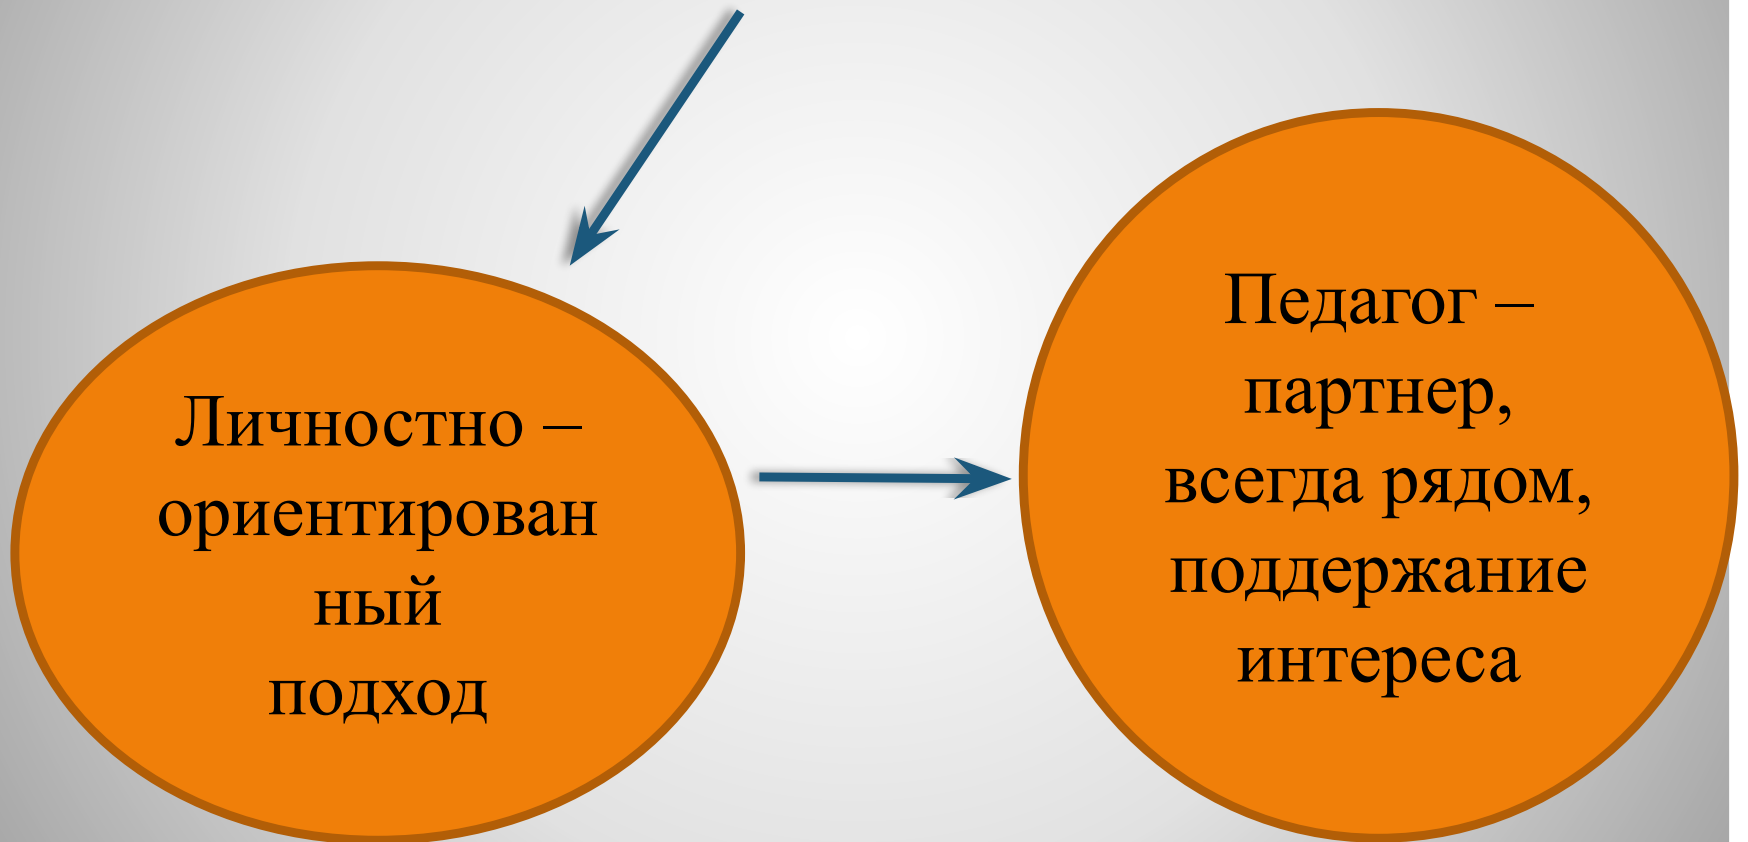 Личностно –
ориентирован
ный
подход
Педагог –
партнер,
всегда рядом,
поддержание
интереса